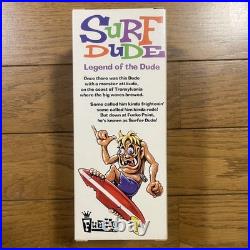 SURF
DUDE
Legend of the Dude
Once there was this Dude
with a monster attitude,
on the coast of Transylvania
where the big waves brewed.
Some called him kinda frightenin'
some called him kinda rude!
But down at Funko Point,
he's known as Surfer Dude!